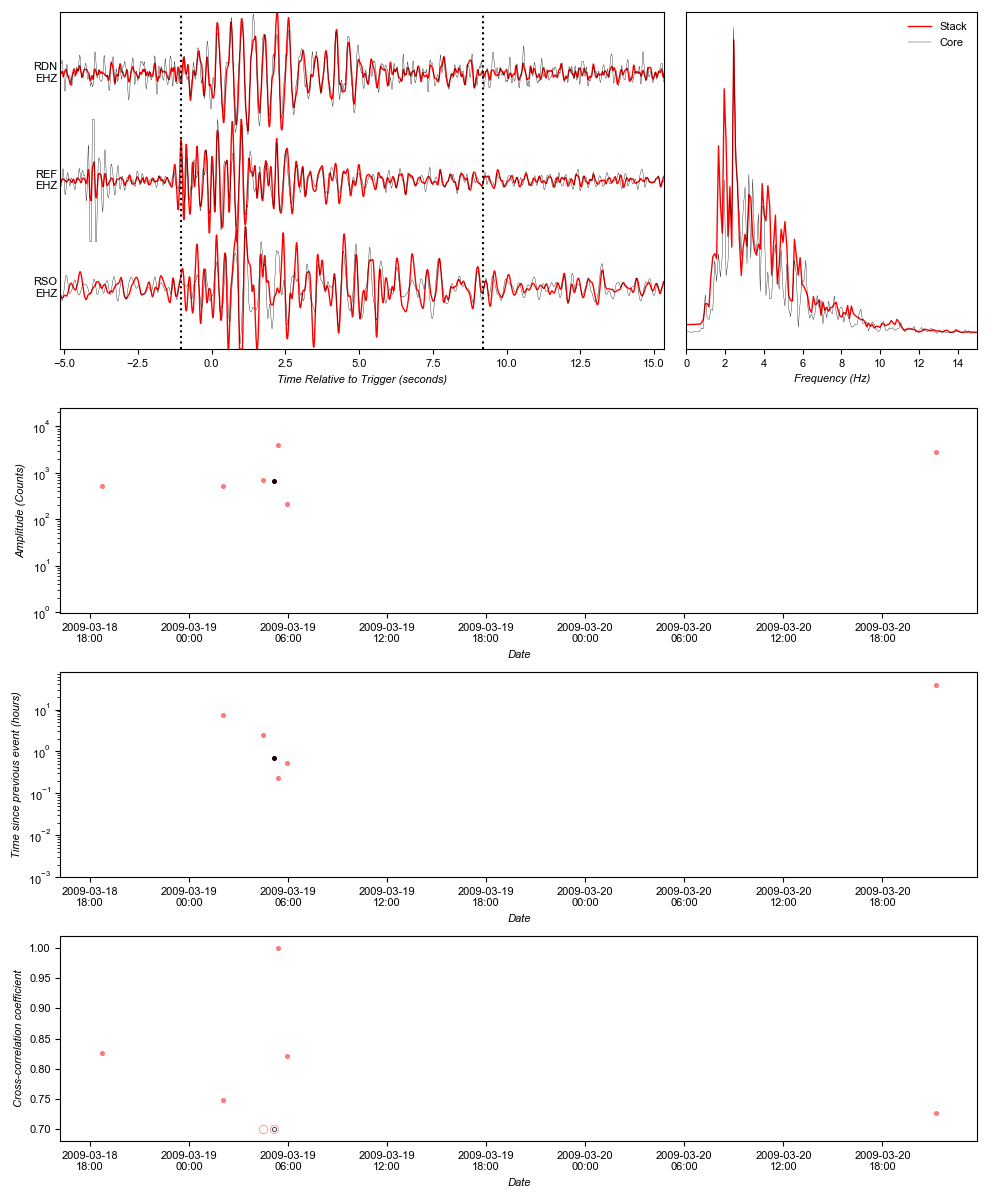 RDN
EHZ
REF
EHZ
RSO
EHZ
−5.0 −2.5 0.0 2.5 5.0 7.5 10.0 12.5 15.0
Time Relative to Trigger (seconds)
Stack
Core
0 2 4 6 8 10 12 14
Frequency (Hz)
Amplitude (Counts)
10⁴
10³
10²
10¹
10⁰
2009-03-18 2009-03-19 2009-03-19 2009-03-19 2009-03-19 2009-03-20 2009-03-20 2009-03-20 2009-03-20
18:00 00:00 06:00 12:00 18:00 00:00 06:00 12:00 18:00
Date
Time since previous event (hours)
10¹
10⁰
10⁻¹
10⁻²
10⁻³
2009-03-18 2009-03-19 2009-03-19 2009-03-19 2009-03-19 2009-03-20 2009-03-20 2009-03-20 2009-03-20
18:00 00:00 06:00 12:00 18:00 00:00 06:00 12:00 18:00
Date
Cross-correlation coefficient
1.00
0.95
0.90
0.85
0.80
0.75
0.70
2009-03-18 2009-03-19 2009-03-19 2009-03-19 2009-03-19 2009-03-20 2009-03-20 2009-03-20 2009-03-20
18:00 00:00 06:00 12:00 18:00 00:00 06:00 12:00 18:00
Date